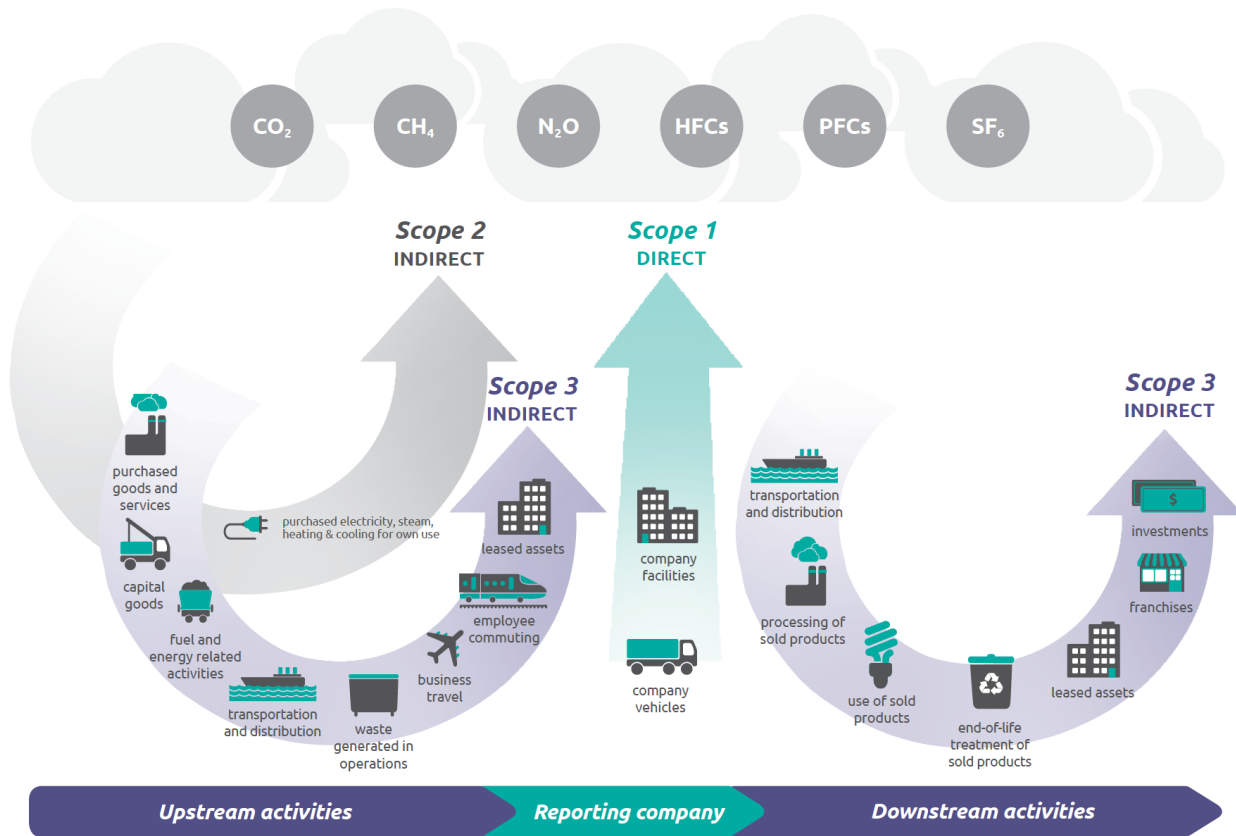 CO₂
CH₄
N₂O
HFCs
PFCs
SF₆
Scope 2
INDIRECT
Scope 1
DIRECT
Scope 3
INDIRECT
Scope 3
INDIRECT
purchased
goods and
services
capital
goods
fuel and
energy related
activities
purchased electricity, steam,
heating & cooling for own use
transportation
and distribution
waste
generated in
operations
business
travel
employee
commuting
leased assets
company
facilities
company
vehicles
transportation
and distribution
processing of
sold products
use of sold
products
end-of-life
treatment of
sold products
leased assets
franchises
$
investments
Upstream activities
Reporting company
Downstream activities